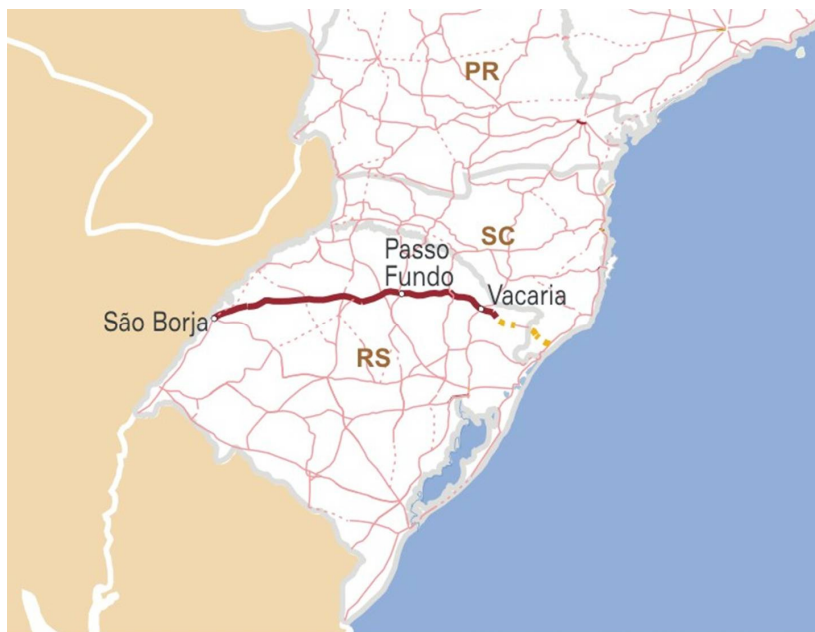 PR
SC
Passo
Fundo
Vacaria
São Borja
RS